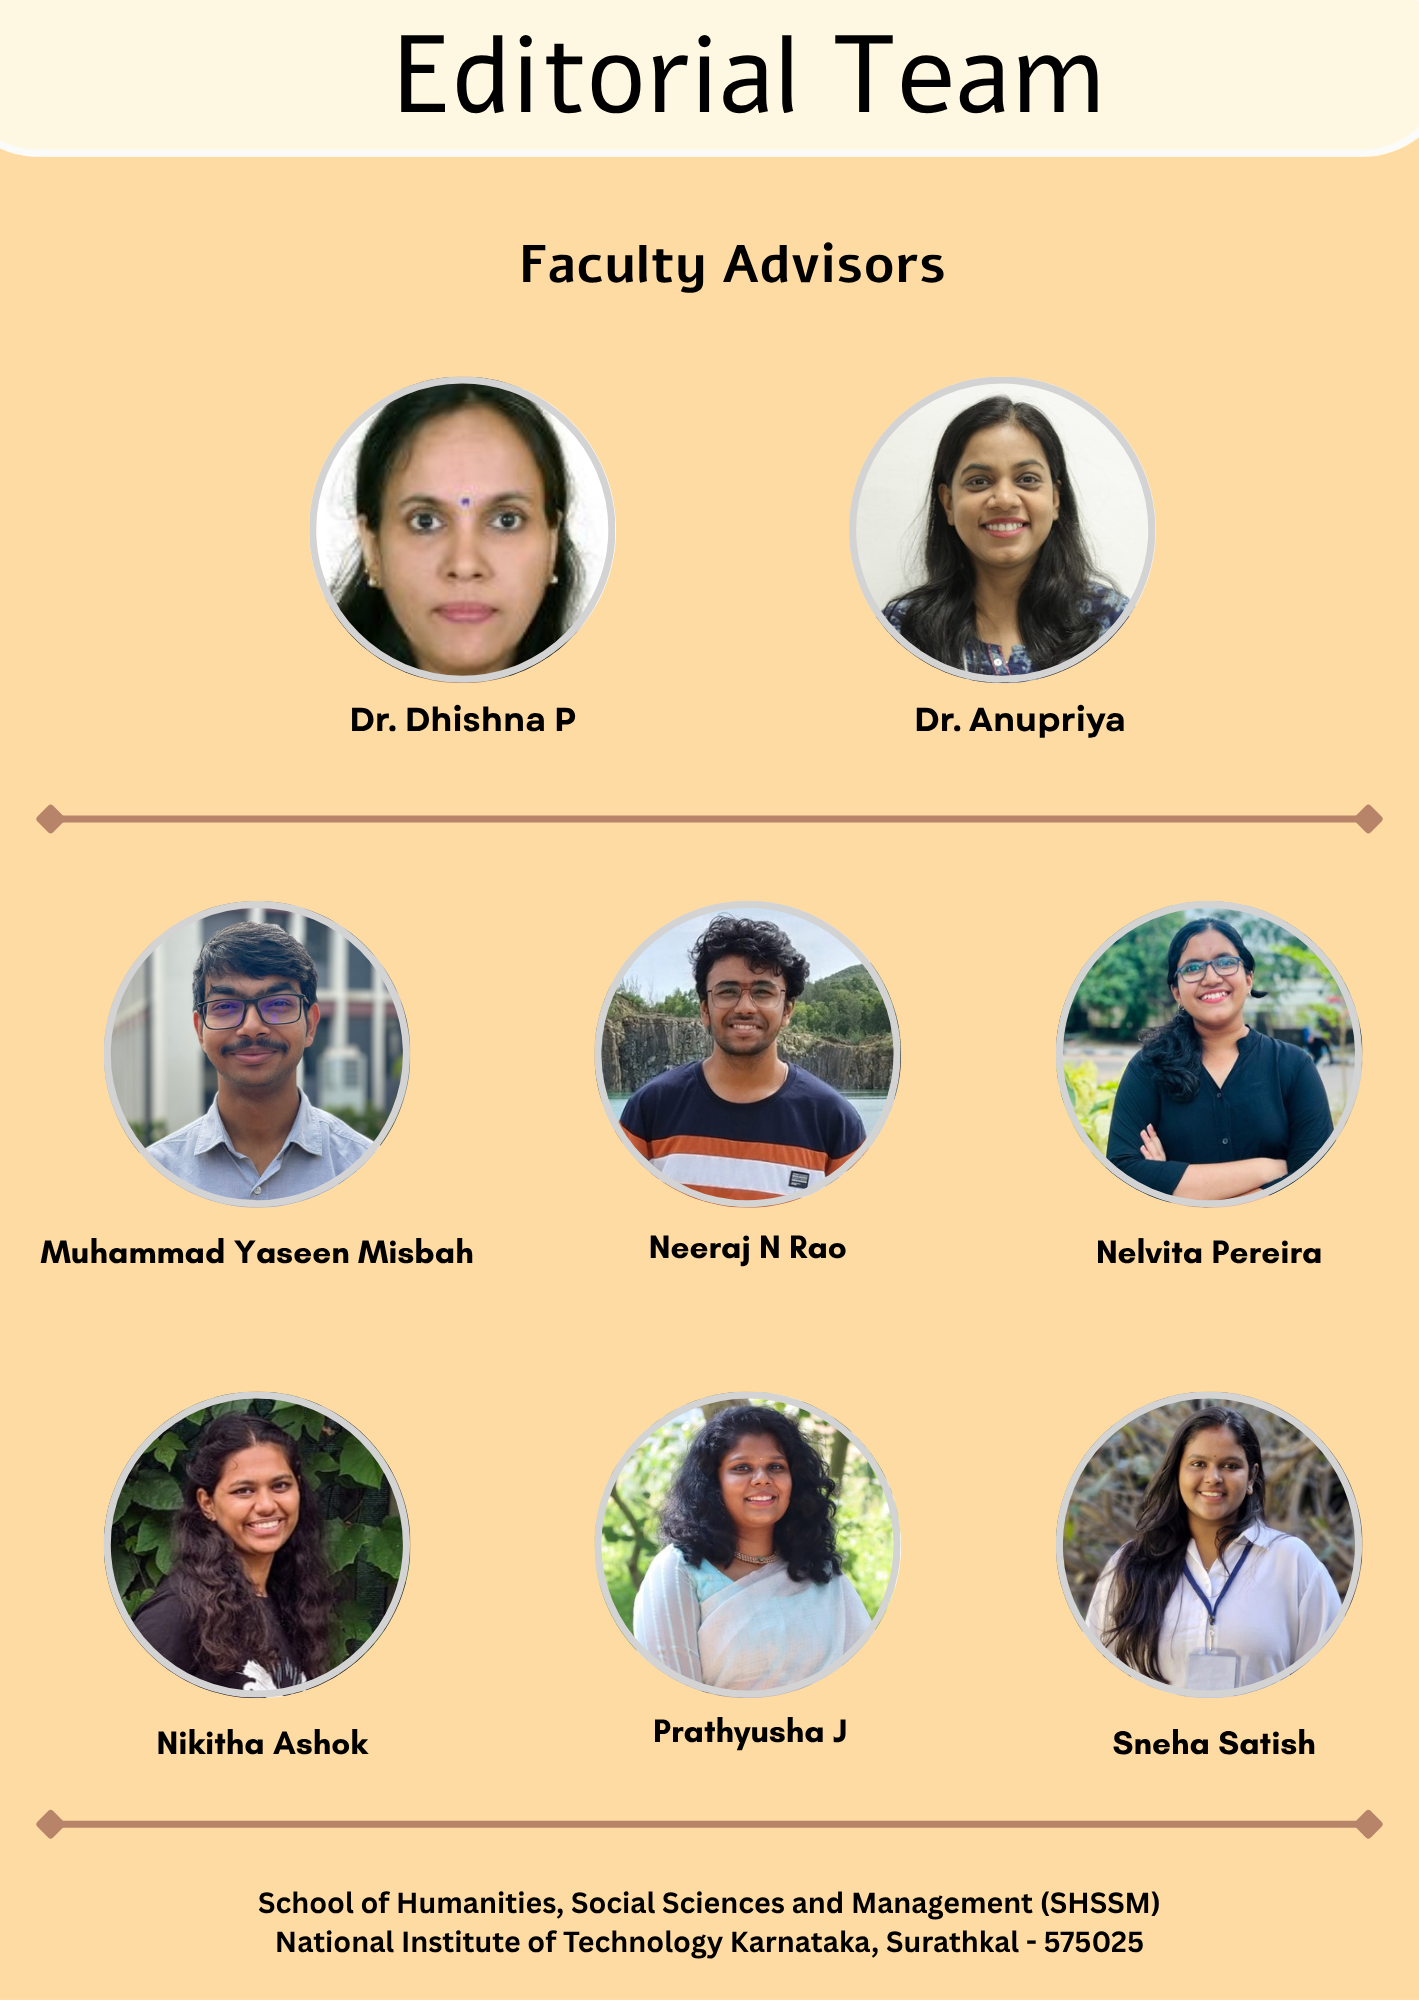 Editorial Team
Faculty Advisors
Dr. Dhishna P
Dr. Anupriya
Muhammad Yaseen Misbah
Neeraj N Rao
Nelvita Pereira
Nikitha Ashok
Prathyusha J
Sneha Satish
School of Humanities, Social Sciences and Management (SHSSM)
National Institute of Technology Karnataka, Surathkal - 575025